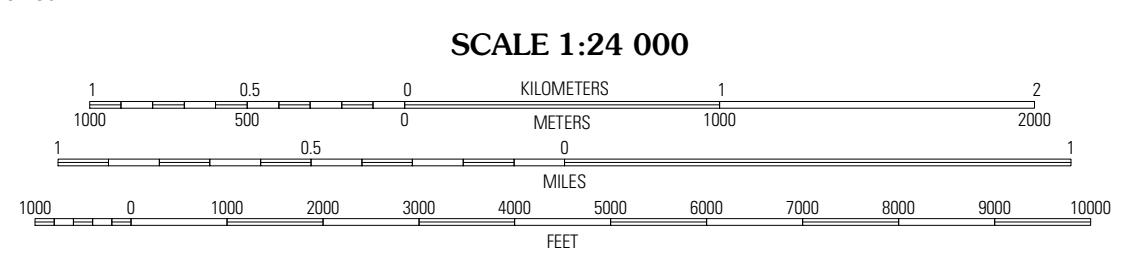 SCALE 1:24 000
1 0.5 0 KILOMETERS 1 2
1000 500 0 METERS 1000 2000
1 0.5 0 1
MILES
1000 0 1000 2000 3000 4000 5000 6000 7000 8000 9000 10000
FEET